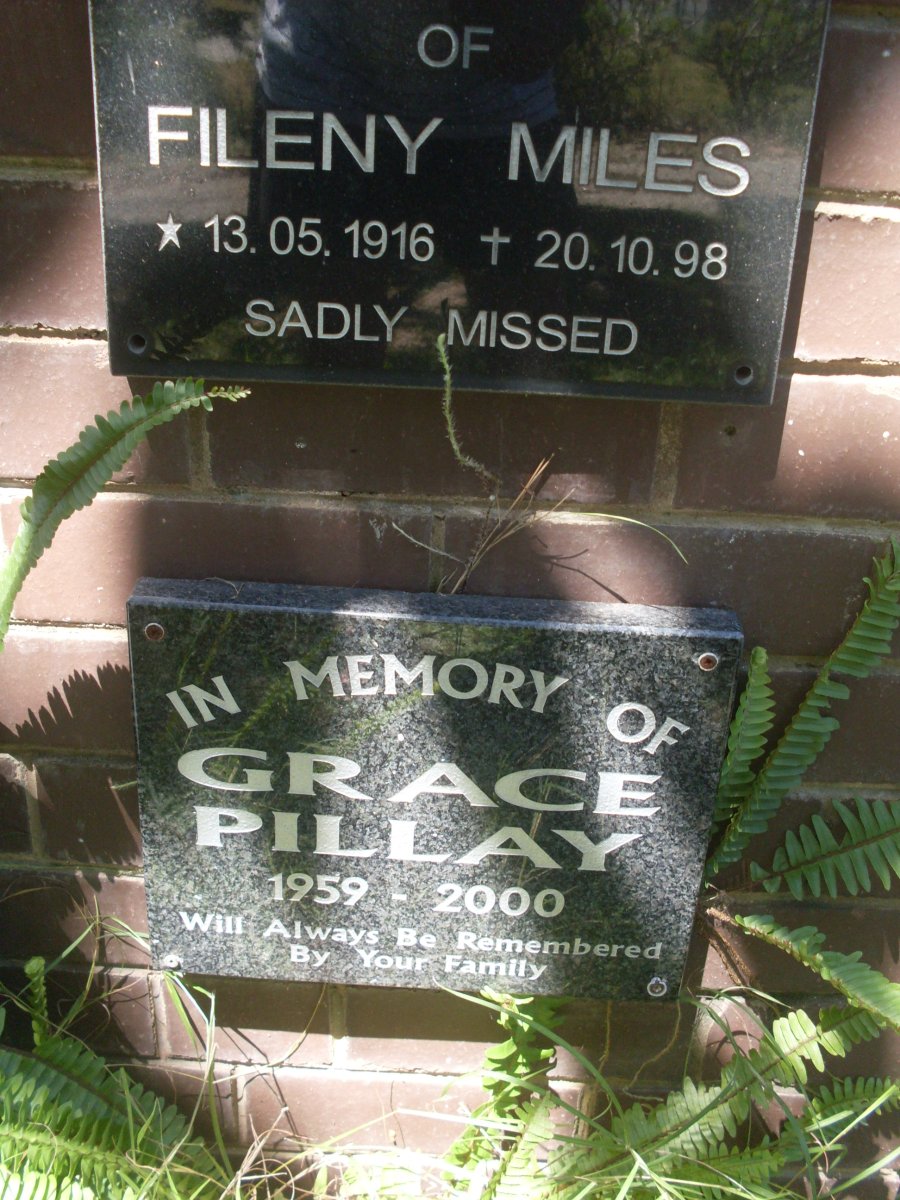 OF
FILENY MILES
★ 13.05.1916 ✝ 20.10.98
SADLY MISSED
IN MEMORY OF
GRACE
PILLAY
1959 - 2000
Will Always Be Remembered
By Your Family